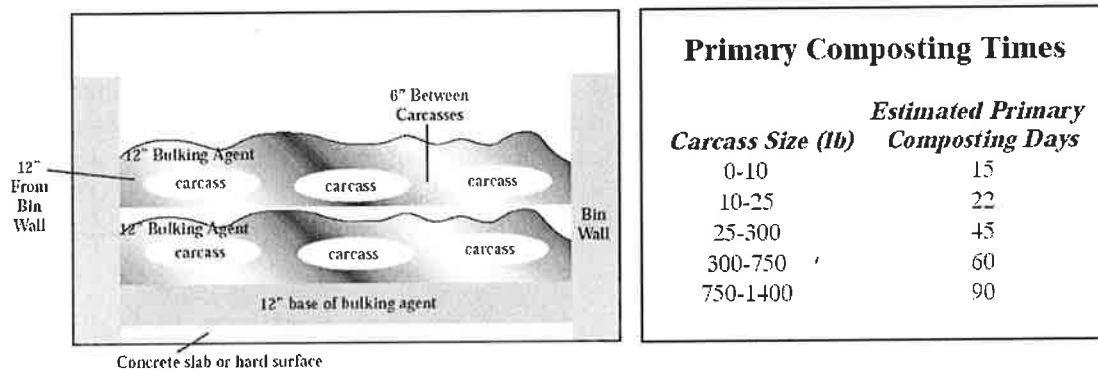 6" Between
Carcasses
12" Bulking Agent
carcass
carcass
carcass
12"
From
Bin
Wall
12" Bulking Agent
carcass
carcass
carcass
Bin
Wall
12" base of bulking agent
Concrete slab or hard surface
Primary Composting Times
Carcass Size (lb) Estimated Primary Composting Days
0-10 15
10-25 22
25-300 45
300-750 60
750-1400 90